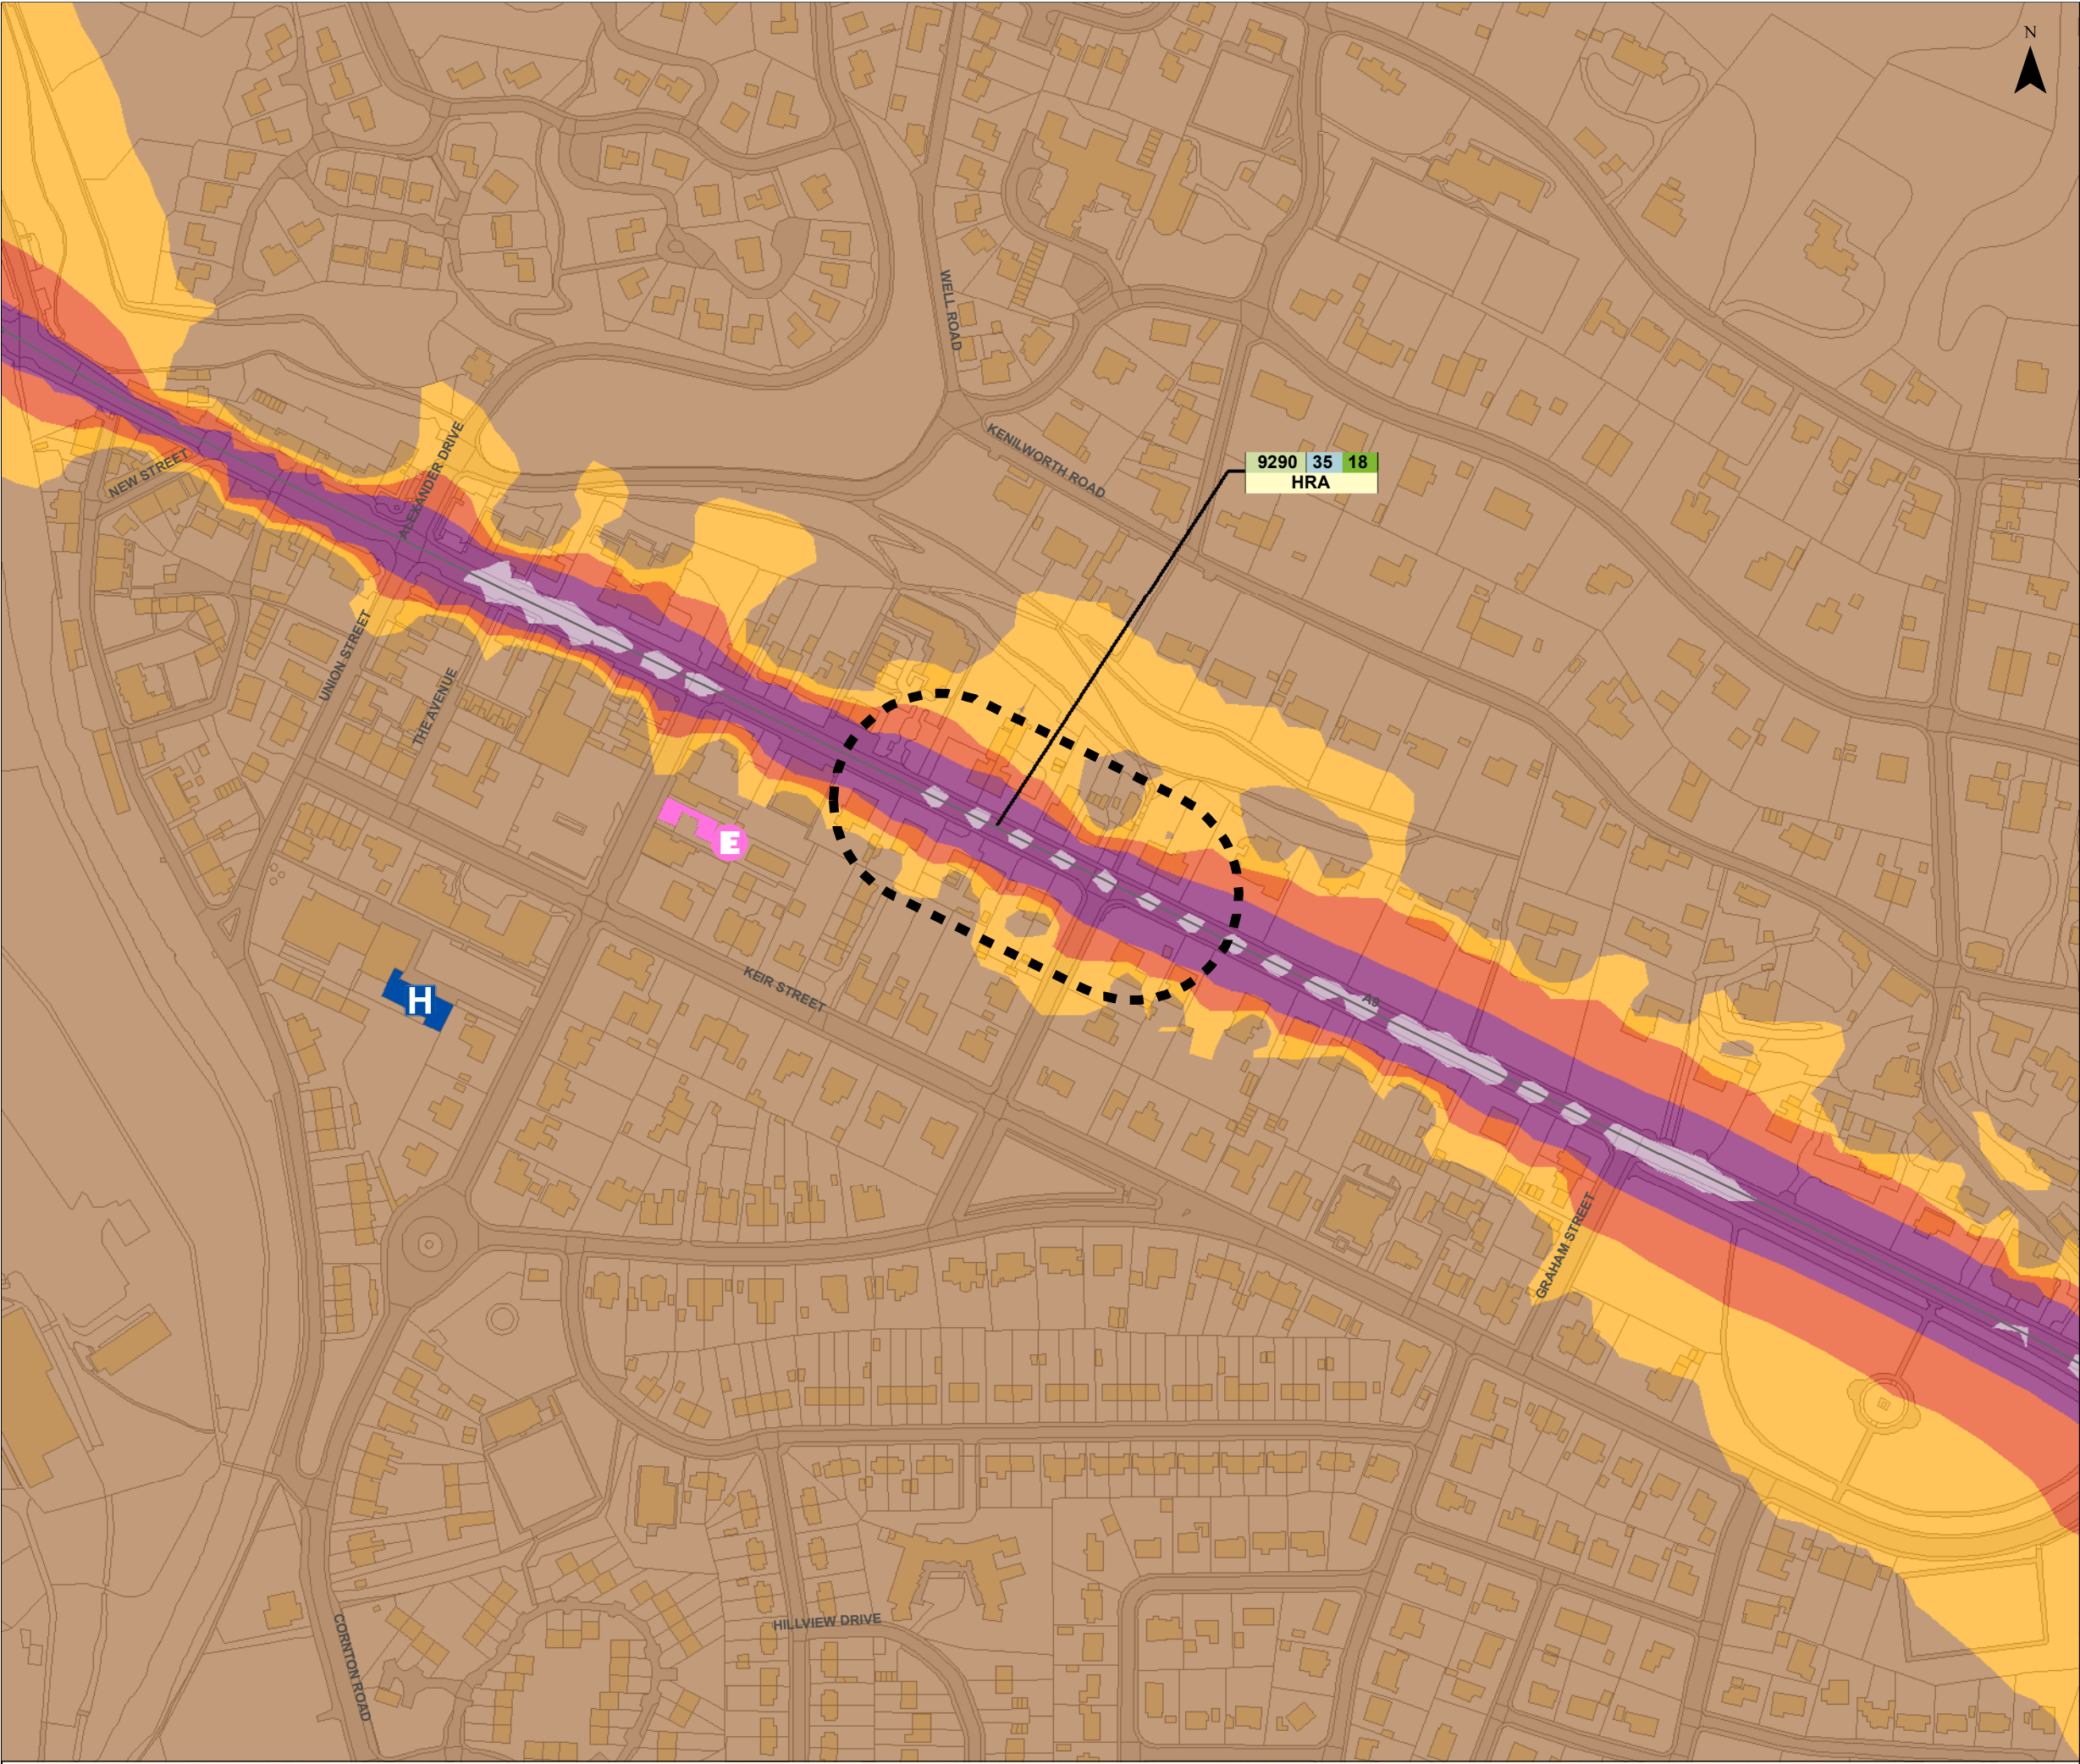 N
WELL ROAD
ALEXANDER DRIVE
NEW STREET
KENILWORTH ROAD
9290 35 18
HRA
UNION STREET
THE AVENUE
E
H
KEIR STREET
A9
GRAHAM STREET
HILLVIEW DRIVE
CORNTON ROAD